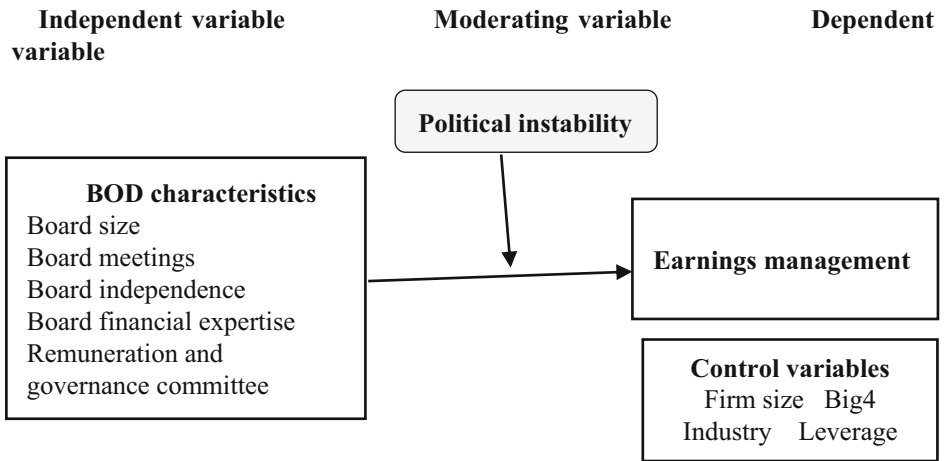 Independent variable Moderating variable Dependent
variable
Political instability
BOD characteristics
Board size
Board meetings
Board independence
Board financial expertise
Remuneration and
governance committee
Earnings management
Control variables
Firm size Big4
Industry Leverage